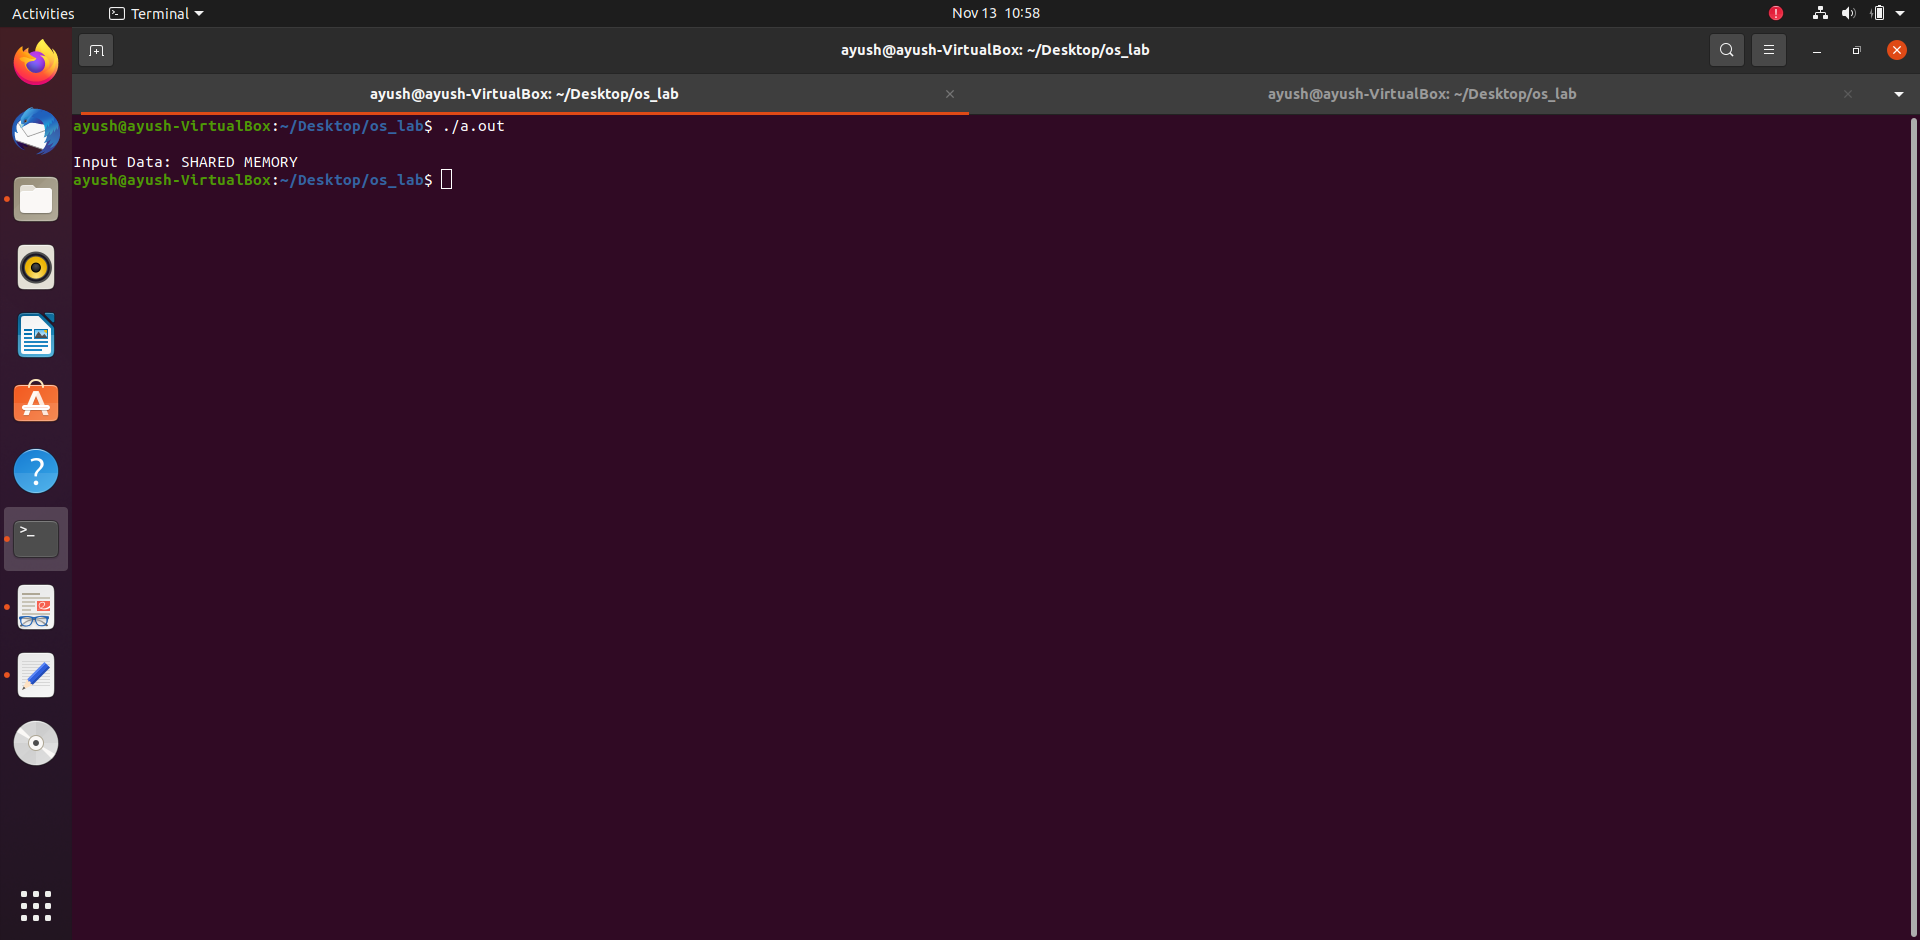 Activities Terminal Nov 13 10:58
ayush@ayush-VirtualBox: ~/Desktop/os_lab
ayush@ayush-VirtualBox: ~/Desktop/os_lab ayush@ayush-VirtualBox: ~/Desktop/os_lab
ayush@ayush-VirtualBox:~/Desktop/os_lab$ ./a.out
Input Data: SHARED MEMORY
ayush@ayush-VirtualBox:~/Desktop/os_lab$